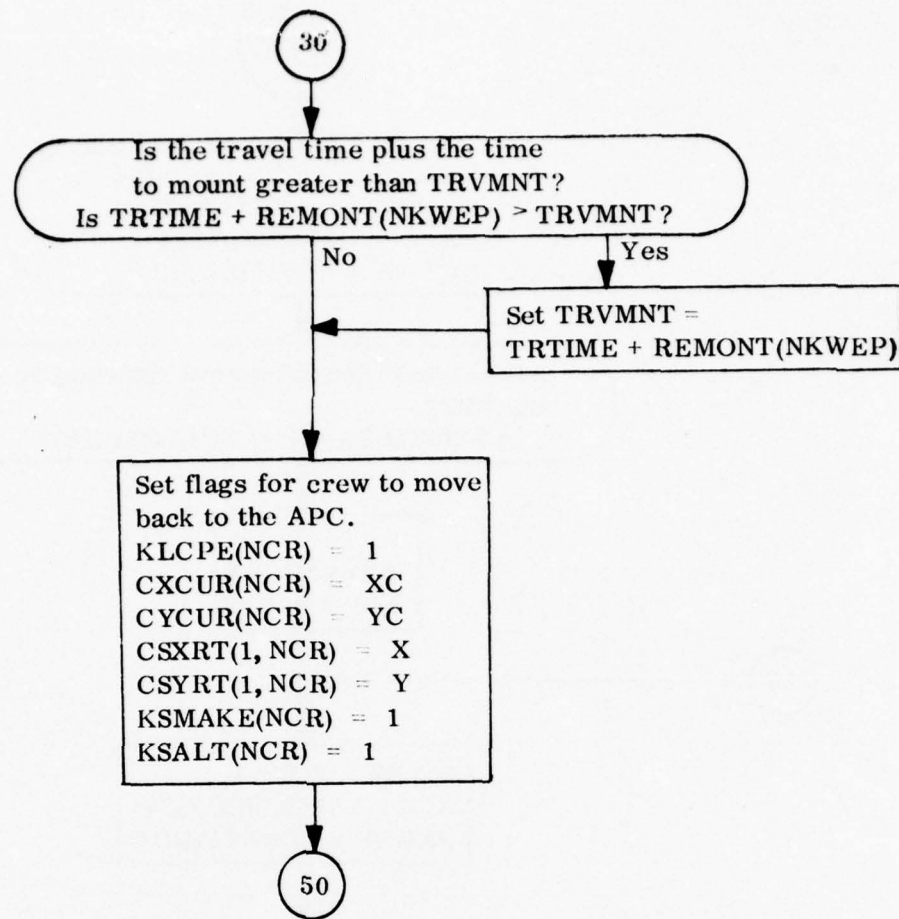 30
Is the travel time plus the time
to mount greater than TRVMNT?
Is TRTIME + REMONT(NKWEP) > TRVMNT?
No
Yes
Set TRVMNT =
TRTIME + REMONT(NKWEP)
Set flags for crew to move
back to the APC.
KLCPE(NCR) = 1
CXCUR(NCR) = XC
CYCUR(NCR) = YC
CSXRT(1, NCR) = X
CSYRT(1, NCR) = Y
KSMAKE(NCR) = 1
KSALT(NCR) = 1
50